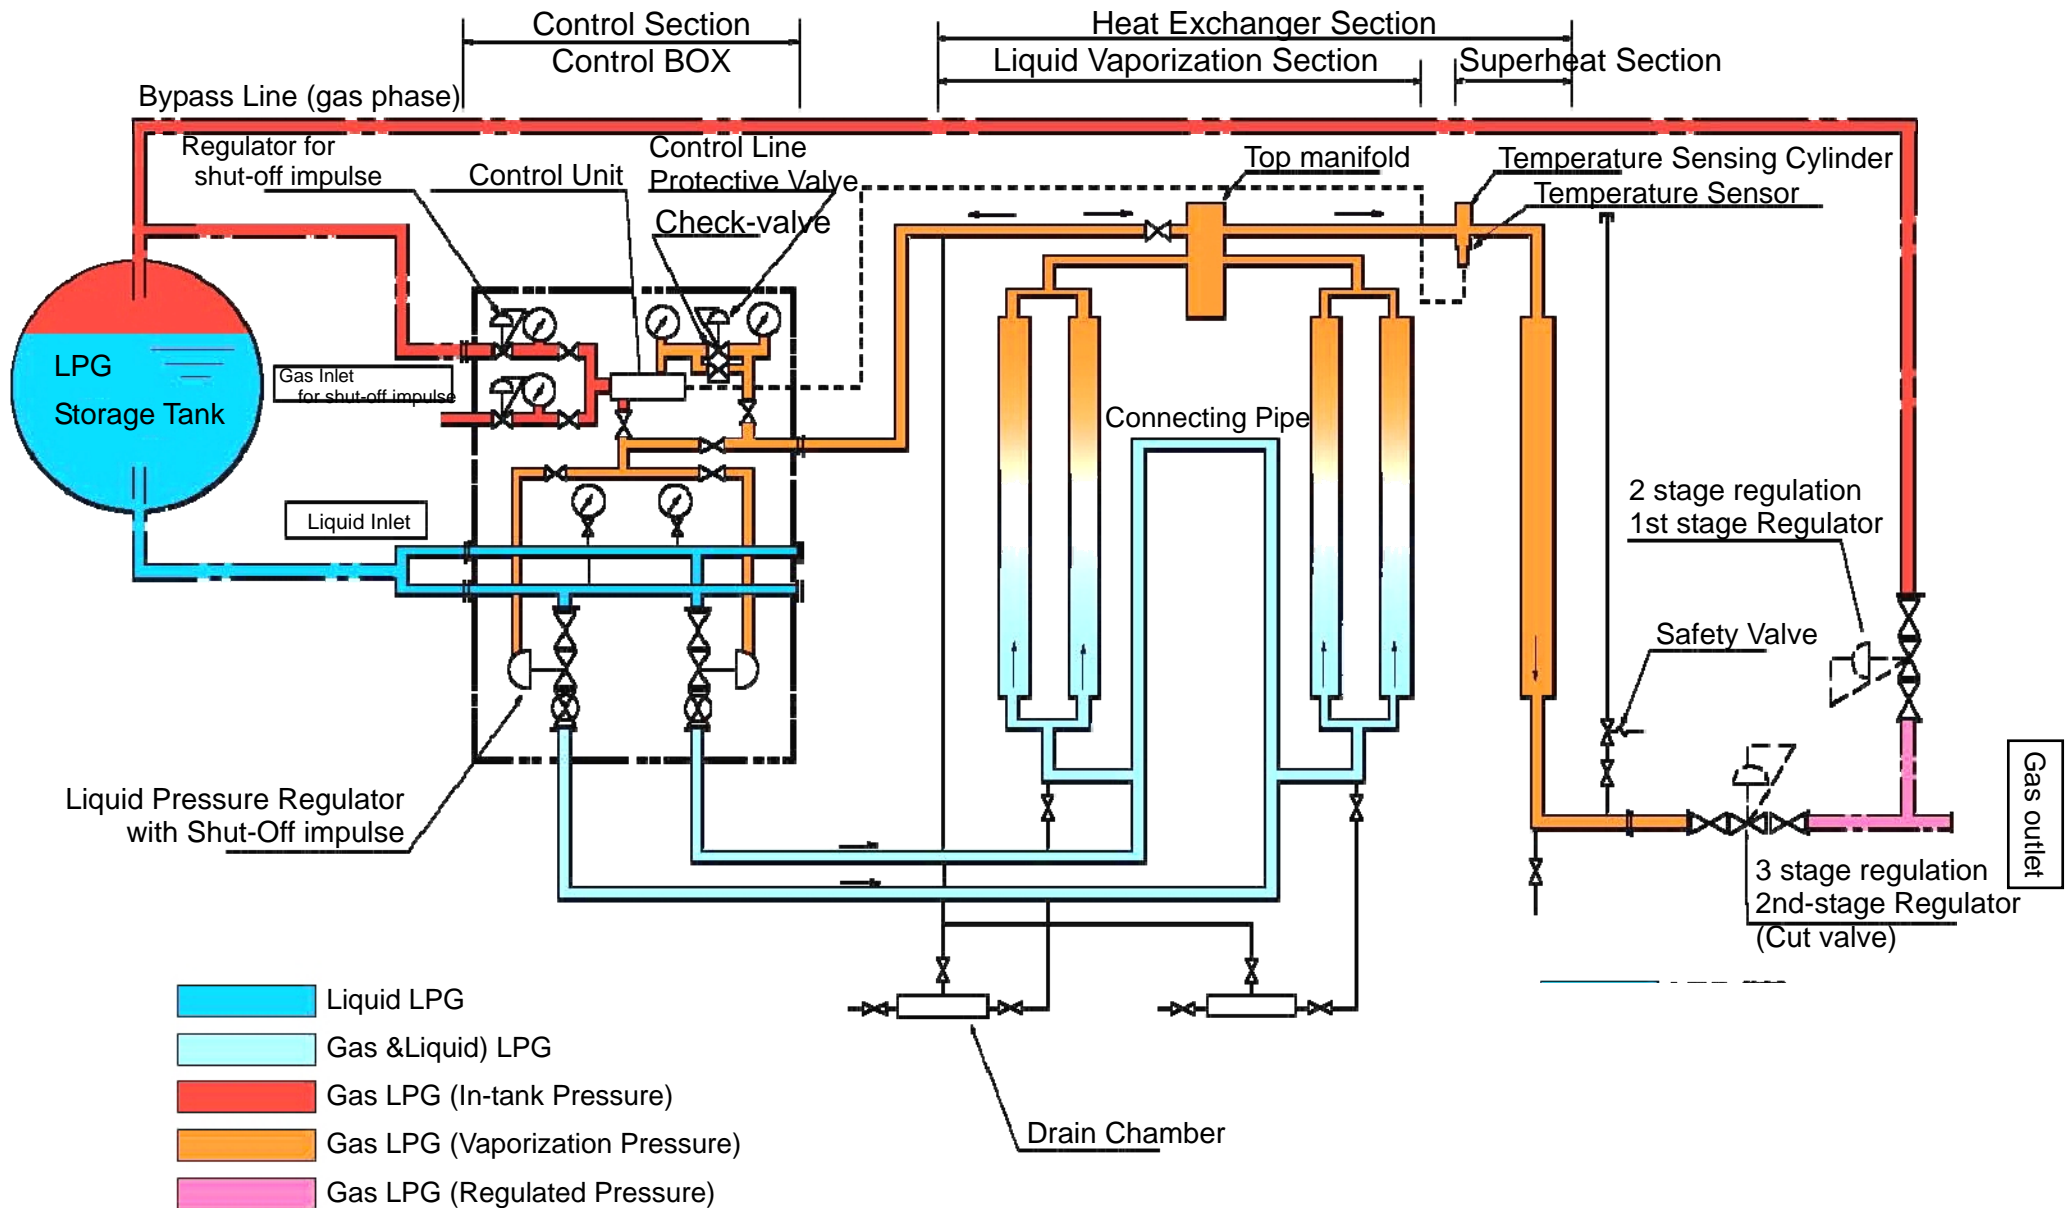 Control Section
Control BOX
Heat Exchanger Section
Liquid Vaporization Section
Superheat Section
Bypass Line (gas phase)
Regulator for
shut-off impulse
Control Unit
Control Line
Protective Valve
Check-valve
Top manifold
Temperature Sensing Cylinder
Temperature Sensor
LPG
Storage Tank
Gas Inlet
for shut-off impulse
Connecting Pipe
Liquid Inlet
2 stage regulation
1st stage Regulator
Safety Valve
Liquid Pressure Regulator
with Shut-Off impulse
Gas outlet
3 stage regulation
2nd-stage Regulator
(Cut valve)
Drain Chamber
Liquid LPG
Gas &Liquid) LPG
Gas LPG (In-tank Pressure)
Gas LPG (Vaporization Pressure)
Gas LPG (Regulated Pressure)